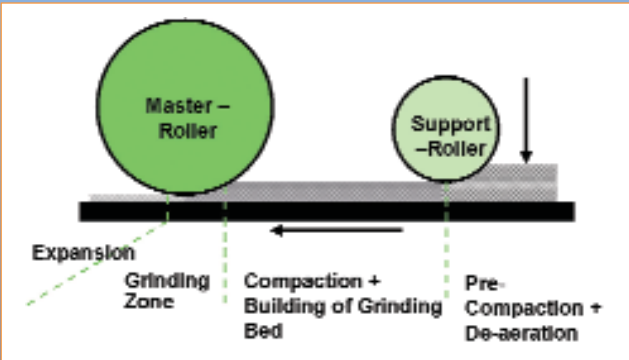 Master –
Roller
Support
–Roller
Expansion
Grinding
Zone
Compaction +
Building of Grinding
Bed
Pre-
Compaction +
De-aeration